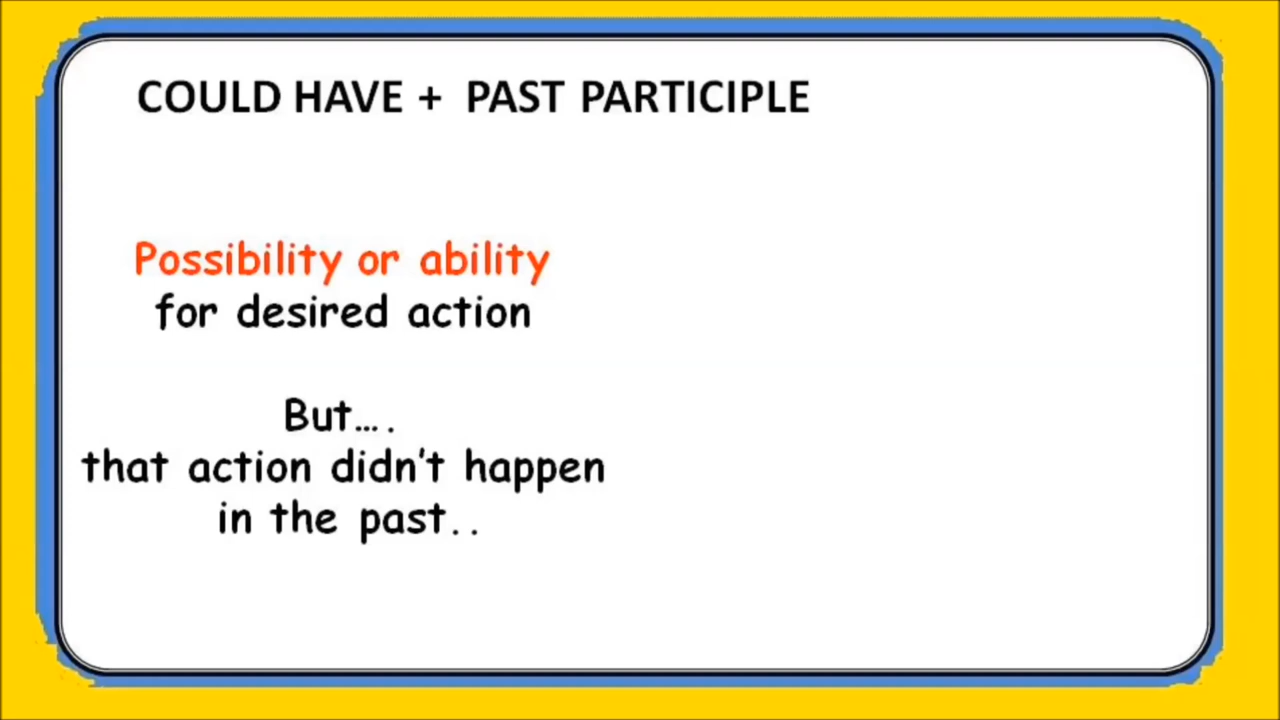 COULD HAVE + PAST PARTICIPLE
Possibility or ability
for desired action
But....
that action didn't happen
in the past..